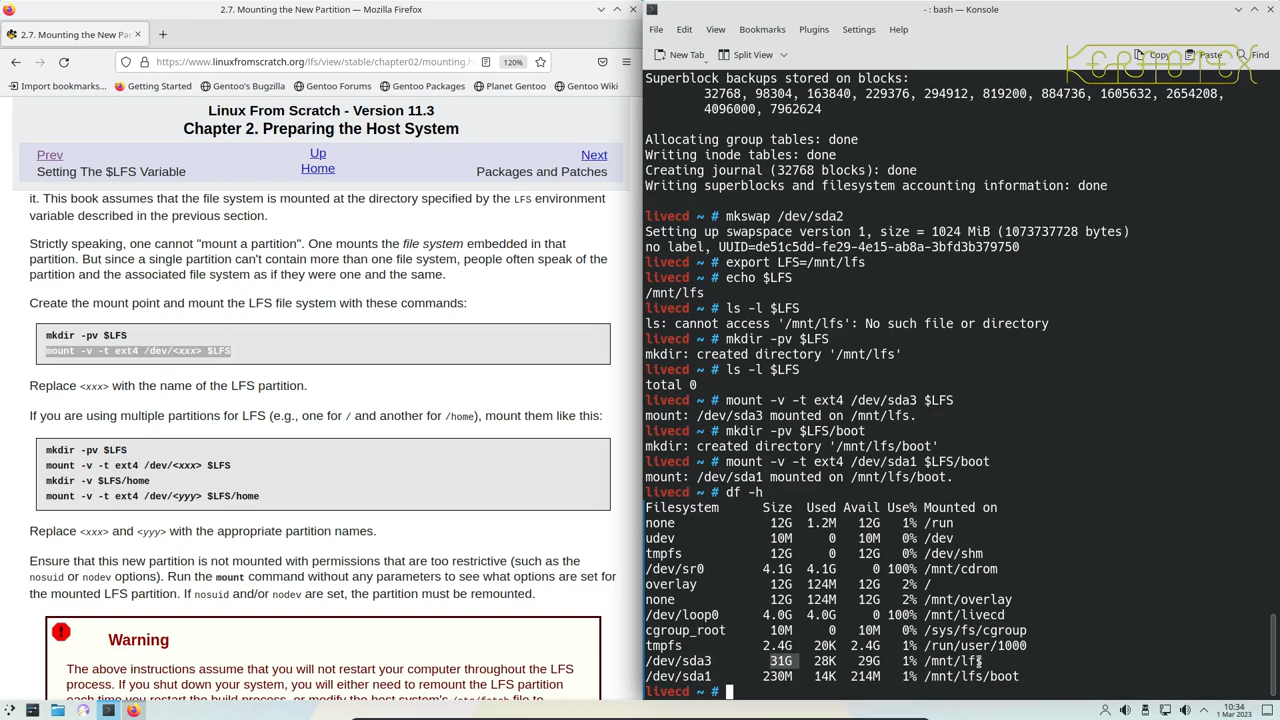 2.7. Mounting the New Partition — Mozilla Firefox
2.7. Mounting the New Par
https://www.linuxfromscratch.org/lfs/view/stable/chapter02/mounting.h
120%
Import bookmarks...
Getting Started
Gentoo's Bugzilla
Gentoo Forums
Gentoo Packages
Planet Gentoo
Gentoo Wiki
Linux From Scratch - Version 11.3
Chapter 2. Preparing the Host System
Prev
Up
Next
Setting The $LFS Variable
Home
Packages and Patches
it. This book assumes that the file system is mounted at the directory specified by the LFS environment
variable described in the previous section.
Strictly speaking, one cannot "mount a partition". One mounts the file system embedded in that
partition. But since a single partition can't contain more than one file system, people often speak of the
partition and the associated file system as if they were one and the same.
Create the mount point and mount the LFS file system with these commands:
mkdir -pv $LFS
mount -v -t ext4 /dev/<xxx> $LFS
Replace <xxx> with the name of the LFS partition.
If you are using multiple partitions for LFS (e.g., one for / and another for /home), mount them like this:
mkdir -pv $LFS
mount -v -t ext4 /dev/<xxx> $LFS
mkdir -v $LFS/home
mount -v -t ext4 /dev/<yyy> $LFS/home
Replace <xxx> and <yyy> with the appropriate partition names.
Ensure that this new partition is not mounted with permissions that are too restrictive (such as the
nosuid or nodev options). Run the mount command without any parameters to see what options are set for
the mounted LFS partition. If nosuid and/or nodev are set, the partition must be remounted.
Warning
The above instructions assume that you will not restart your computer throughout the LFS
process. If you shut down your system, you will either need to remount the LFS partition
- : bash — Konsole
File Edit View Bookmarks Plugins Settings Help
New Tab Split View Copy Paste Find
Superblock backups stored on blocks:
32768, 98304, 163840, 229376, 294912, 819200, 884736, 1605632, 2654208,
4096000, 7962624
Allocating group tables: done
Writing inode tables: done
Creating journal (32768 blocks): done
Writing superblocks and filesystem accounting information: done
livecd ~ # mkswap /dev/sda2
Setting up swapspace version 1, size = 1024 MiB (1073737728 bytes)
no label, UUID=de51c5dd-fe29-4e15-ab8a-3bfd3b379750
livecd ~ # export LFS=/mnt/lfs
livecd ~ # echo $LFS
/mnt/lfs
livecd ~ # ls -l $LFS
ls: cannot access '/mnt/lfs': No such file or directory
livecd ~ # mkdir -pv $LFS
mkdir: created directory '/mnt/lfs'
livecd ~ # ls -l $LFS
total 0
livecd ~ # mount -v -t ext4 /dev/sda3 $LFS
mount: /dev/sda3 mounted on /mnt/lfs.
livecd ~ # mkdir -pv $LFS/boot
mkdir: created directory '/mnt/lfs/boot'
livecd ~ # mount -v -t ext4 /dev/sda1 $LFS/boot
mount: /dev/sda1 mounted on /mnt/lfs/boot.
livecd ~ # df -h
Filesystem Size Used Avail Use% Mounted on
none 12G 1.2M 12G 1% /run
udev 10M 0 10M 0% /dev
tmpfs 12G 0 12G 0% /dev/shm
/dev/sr0 4.1G 4.1G 0 100% /mnt/cdrom
overlay 12G 124M 12G 2% /
none 12G 124M 12G 2% /mnt/overlay
/dev/loop0 4.0G 4.0G 0 100% /mnt/livecd
cgroup_root 10M 0 10M 0% /sys/fs/cgroup
tmpfs 2.4G 20K 2.4G 1% /run/user/1000
/dev/sda3 31G 28K 29G 1% /mnt/lfs
/dev/sda1 230M 14K 214M 1% /mnt/lfs/boot
livecd ~ #
10:34
1 Mar 2023